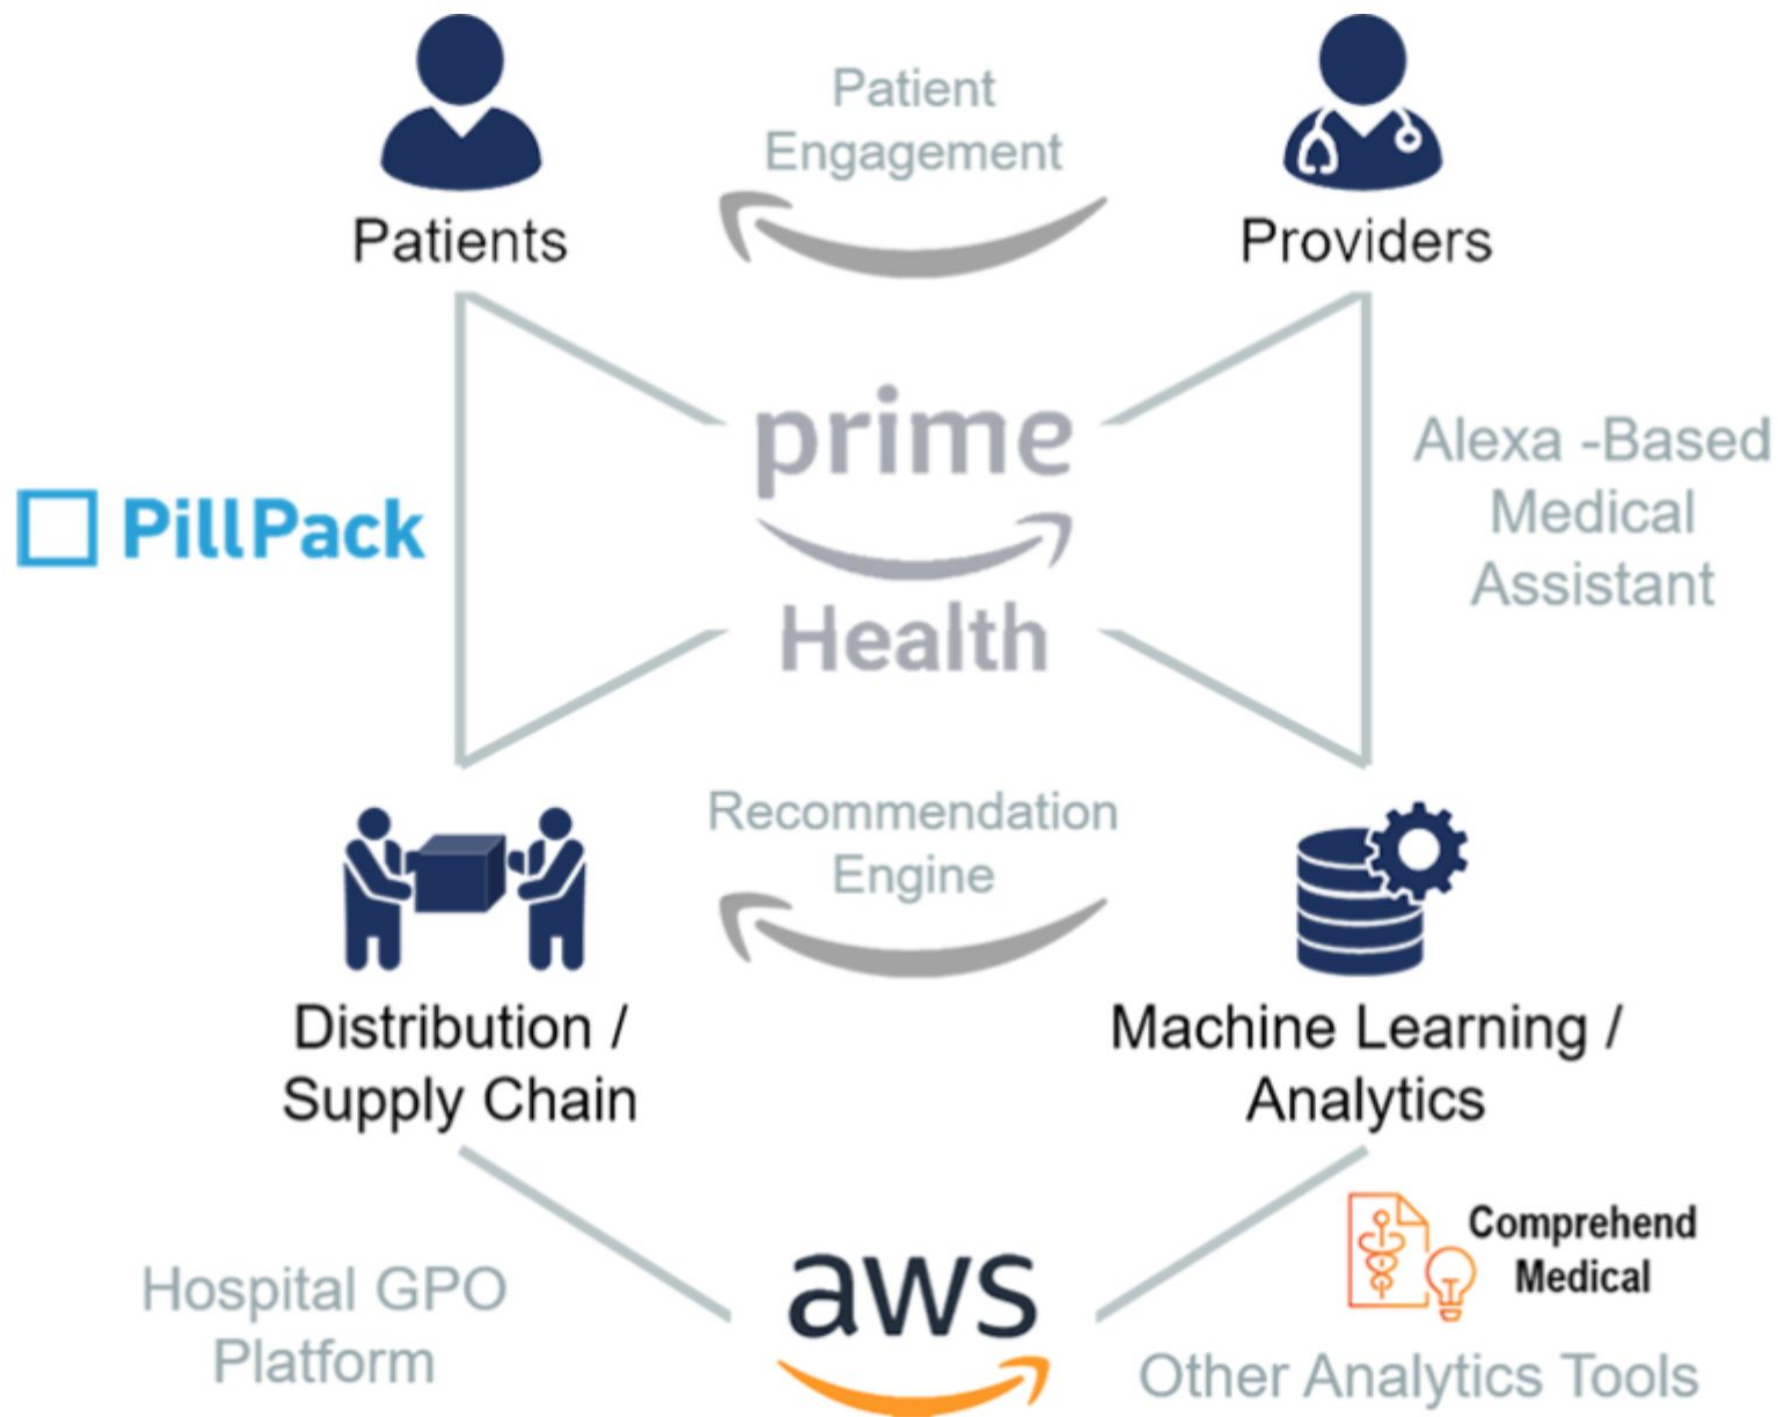 Patient
Engagement
Patients
Providers
prime
Health
PillPack
Alexa -Based
Medical
Assistant
Recommendation
Engine
Distribution /
Supply Chain
Machine Learning /
Analytics
Hospital GPO
Platform
aws
Comprehend
Medical
Other Analytics Tools